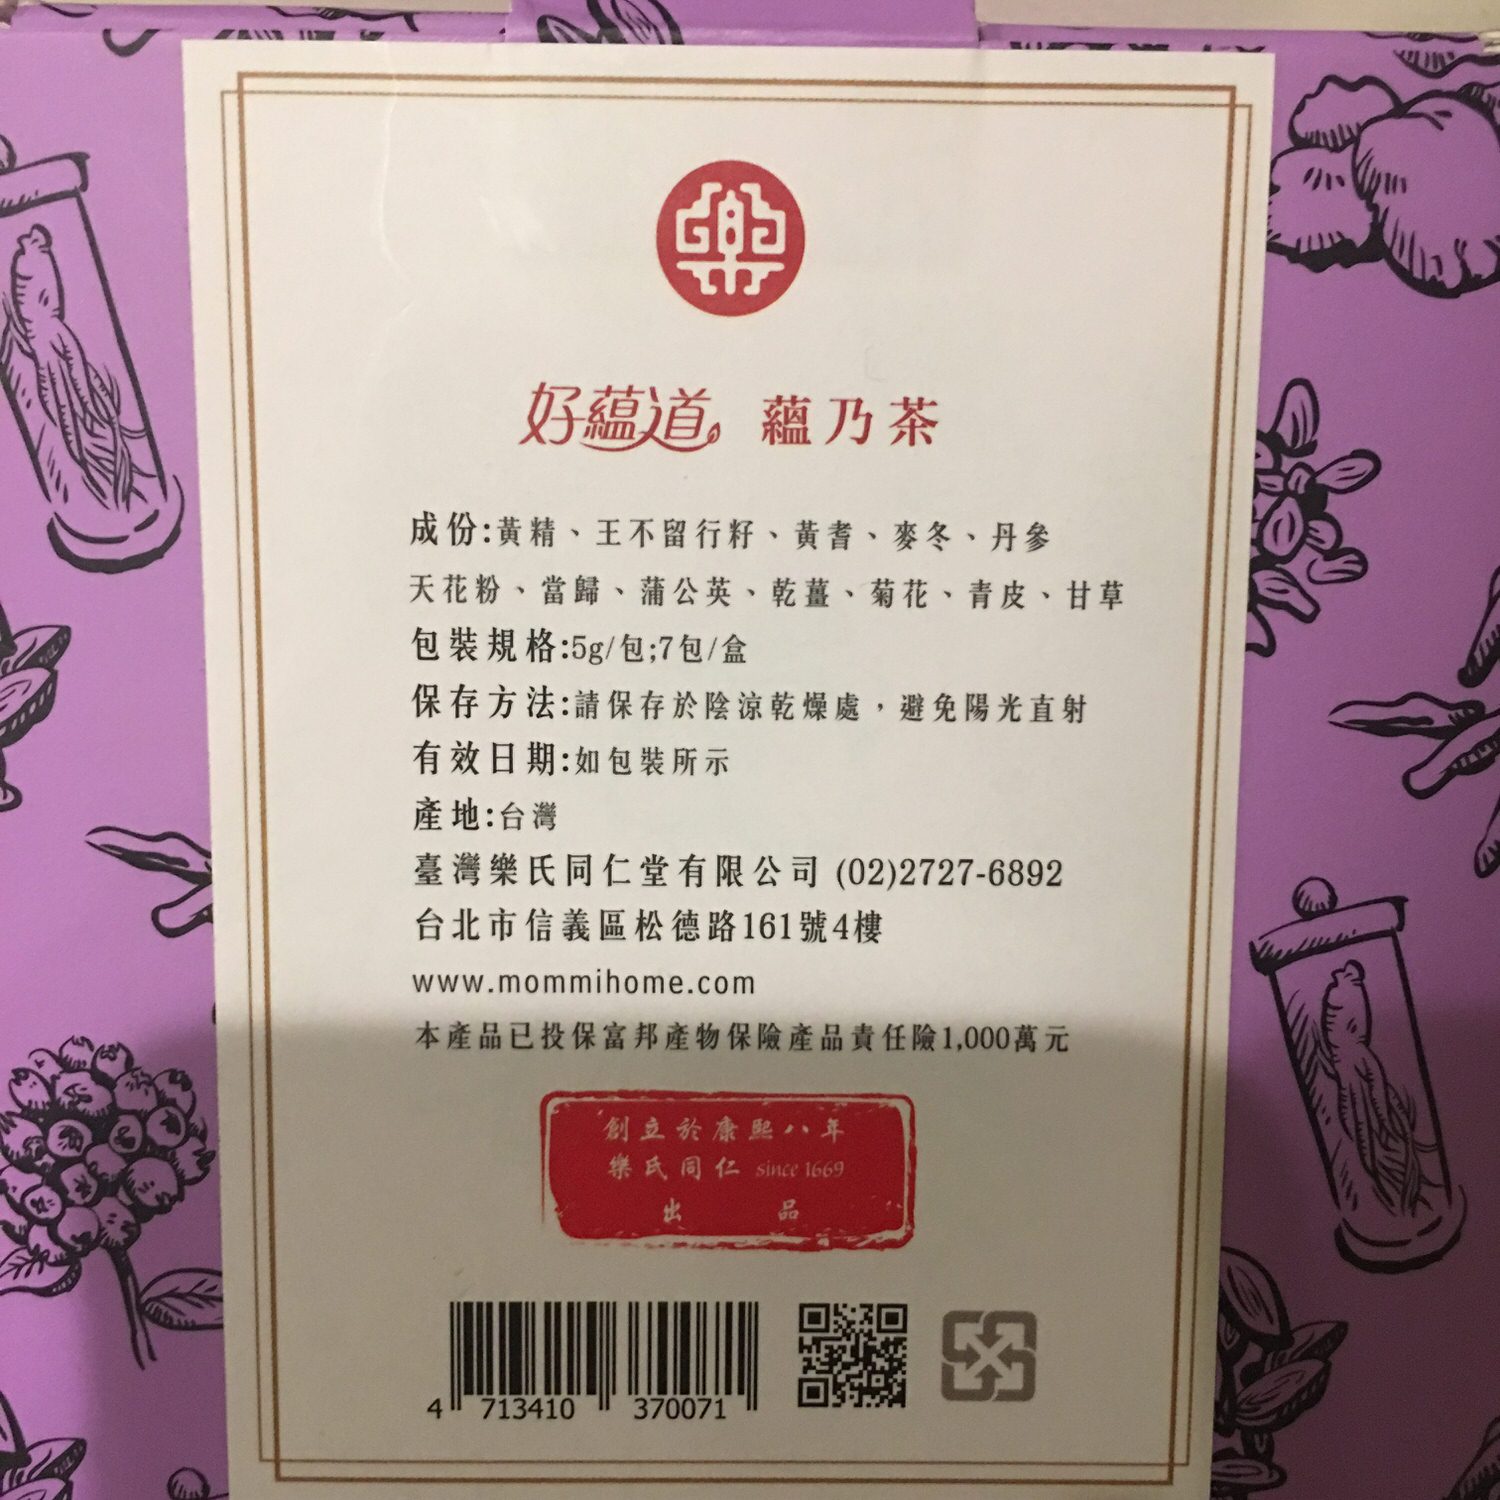 樂
好蘊道 蘊乃茶
成份:黃精、王不留行籽、黃耆、麥冬、丹參
天花粉、當歸、蒲公英、乾薑、菊花、青皮、甘草
包裝規格:5g/包;7包/盒
保存方法:請保存於陰涼乾燥處，避免陽光直射
有效日期:如包裝所示
產地:台灣
臺灣樂氏同仁堂有限公司 (02)2727-6892
台北市信義區松德路161號4樓
www.mommihome.com
本產品已投保富邦產物保險產品責任險1,000萬元
創立於康熙八年
樂氏同仁 since 1669
出 品
4 713410 370071